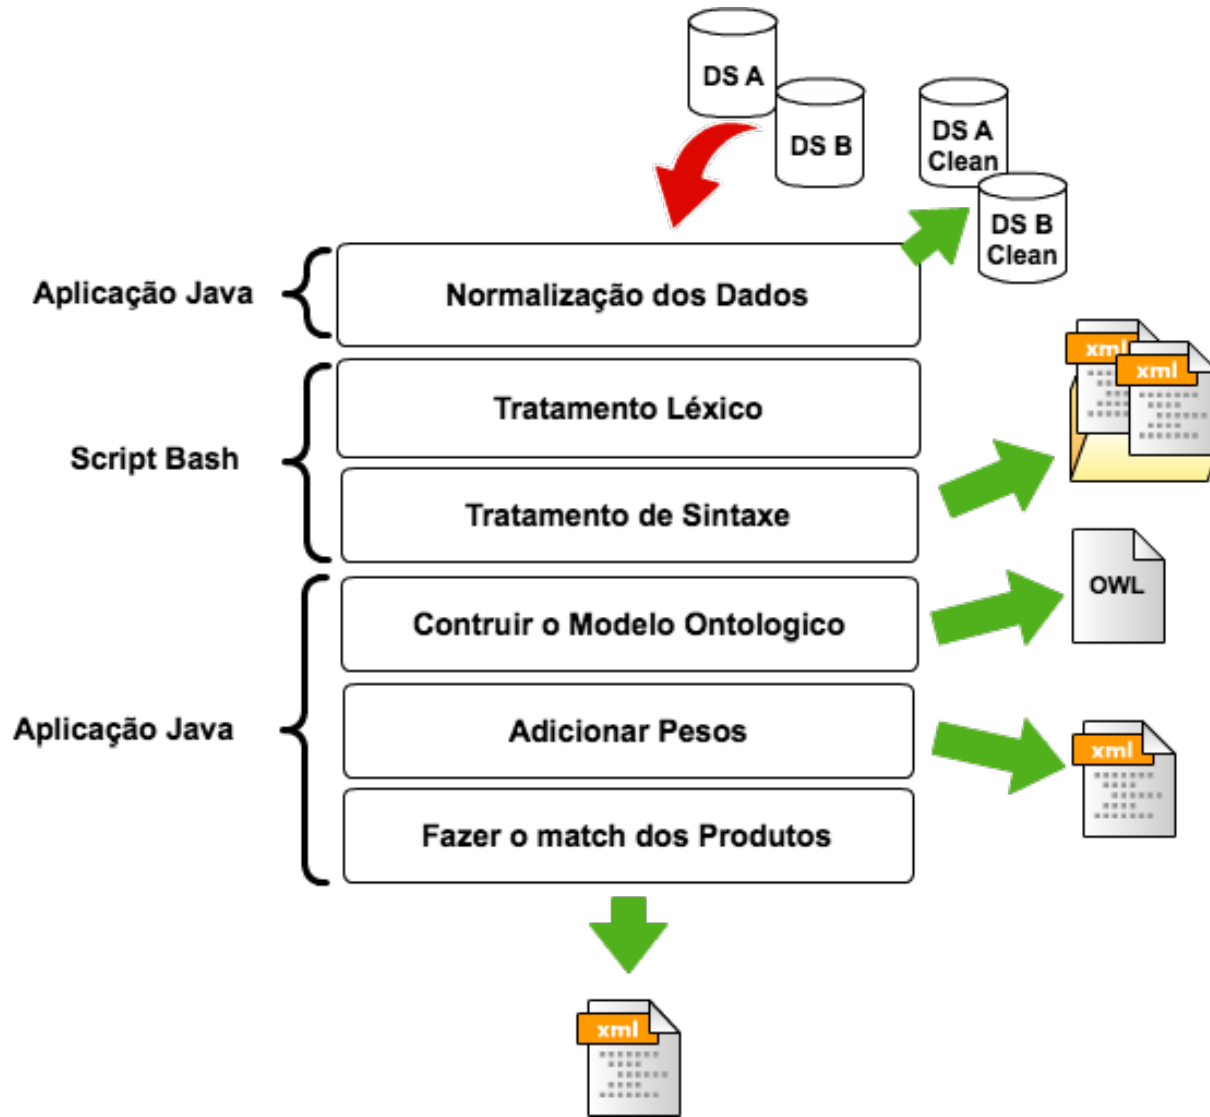 DS A
DS B
DS A
Clean
DS B
Clean
Aplicação Java
Normalização dos Dados
Script Bash
Tratamento Léxico
xml
xml
Tratamento de Sintaxe
Aplicação Java
Contruir o Modelo Ontologico
OWL
Adicionar Pesos
xml
Fazer o match dos Produtos
xml